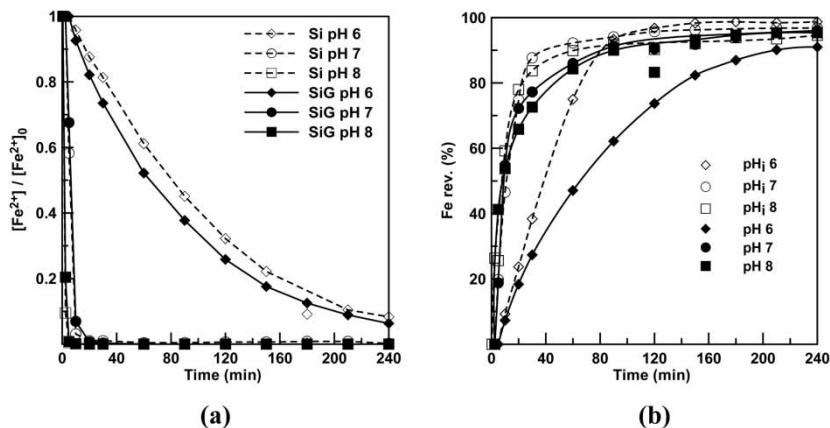 1
0.8
0.6
0.4
0.2
[Fe2+] / [Fe2+]0
0 40 80 120 160 200 240
Time (min)
Si pH 6
Si pH 7
Si pH 8
SiG pH 6
SiG pH 7
SiG pH 8
(a)
100
80
60
40
20
Fe rev. (%)
0 40 80 120 160 200 240
Time (min)
pHi 6
pHi 7
pHi 8
pH 6
pH 7
pH 8
(b)